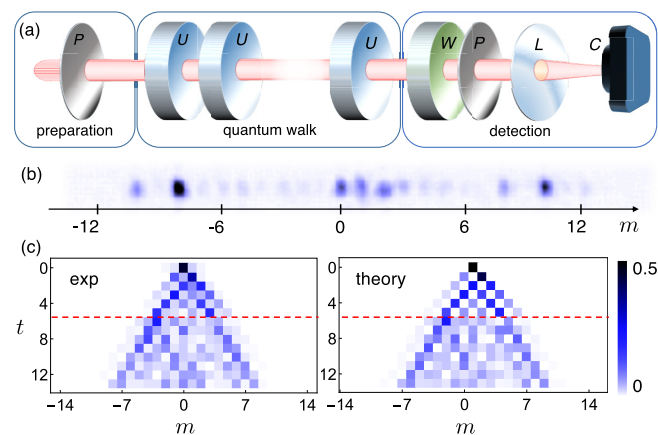 (a)
P U U U W P L C
preparation quantum walk detection
(b)
-12 -6 0 6 12 m
(c)
exp theory
0 4 8 12
t
-14 -7 0 7 14
m
0 4 8 12
-14 -7 0 7 14
m
0.5
0